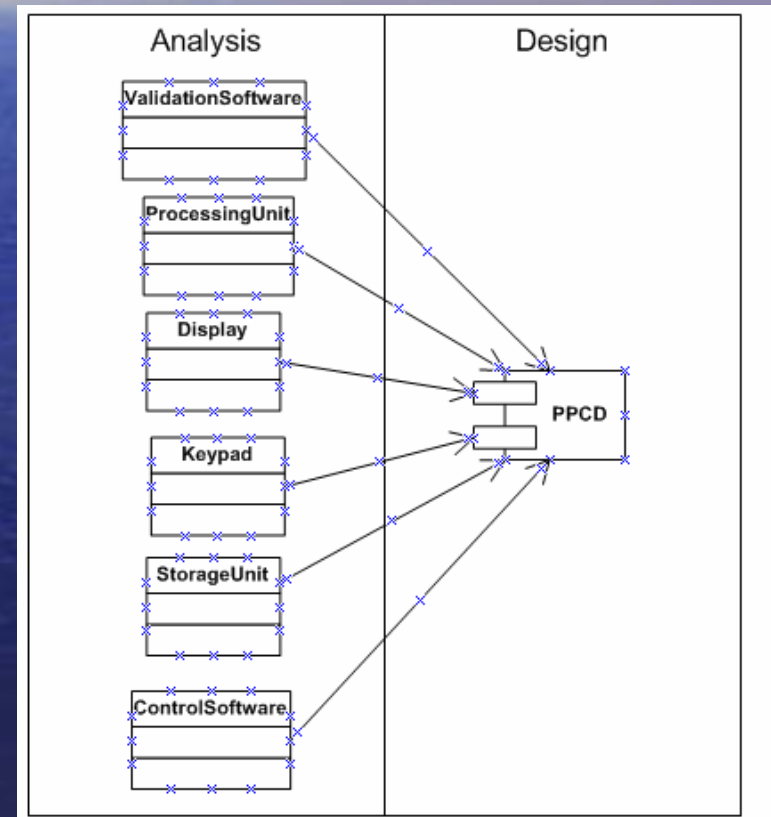 Analysis
Design
ValidationSoftware
ProcessingUnit
Display
PPCD
Keypad
StorageUnit
ControlSoftware